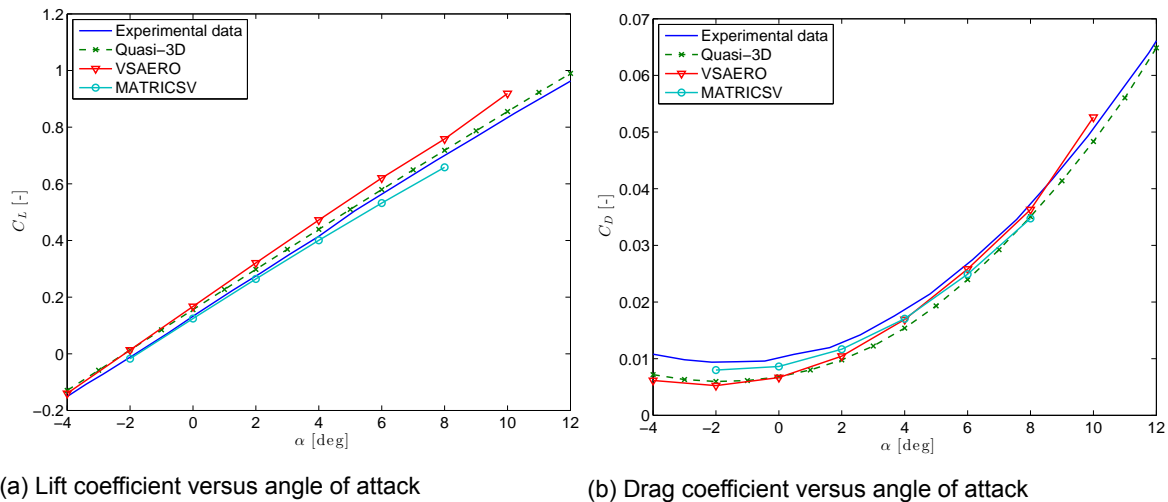 1.2
1
0.8
0.6
0.4
0.2
0
−0.2
C_L [-]
Experimental data
Quasi−3D
VSAERO
MATRICSV
−4 −2 0 2 4 6 8 10 12
α [deg]
(a) Lift coefficient versus angle of attack
0.07
0.06
0.05
0.04
0.03
0.02
0.01
0
C_D [-]
Experimental data
Quasi−3D
VSAERO
MATRICSV
−4 −2 0 2 4 6 8 10 12
α [deg]
(b) Drag coefficient versus angle of attack